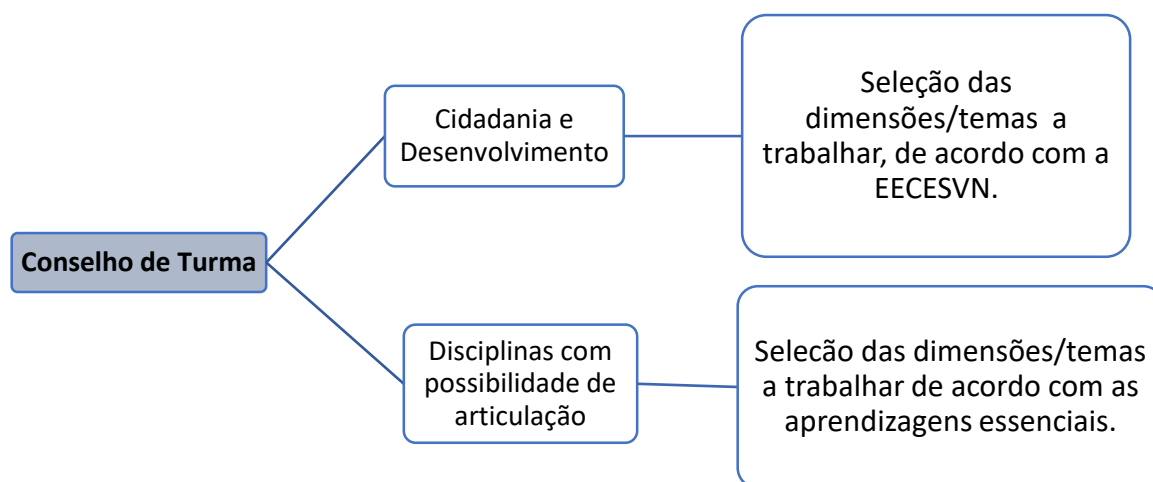 Conselho de Turma
Cidadania e
Desenvolvimento
Seleção das
dimensões/temas a
trabalhar, de acordo com a
EECESVN.
Disciplinas com
possibilidade de
articulação
Selecão das dimensões/temas
a trabalhar de acordo com as
aprendizagens essenciais.